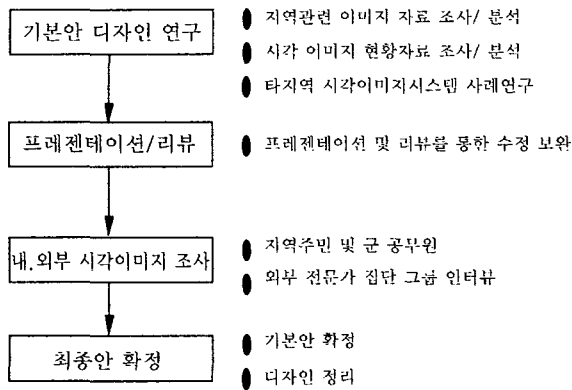 기본안 디자인 연구
지역관련 이미지 자료 조사/ 분석
시각 이미지 현황자료 조사/ 분석
타지역 시각이미지시스템 사례연구
프레젠테이션/리뷰
프레젠테이션 및 리뷰를 통한 수정 보완
내.외부 시각이미지 조사
지역주민 및 군 공무원
외부 전문가 집단 그룹 인터뷰
최종안 확정
기본안 확정
디자인 정리